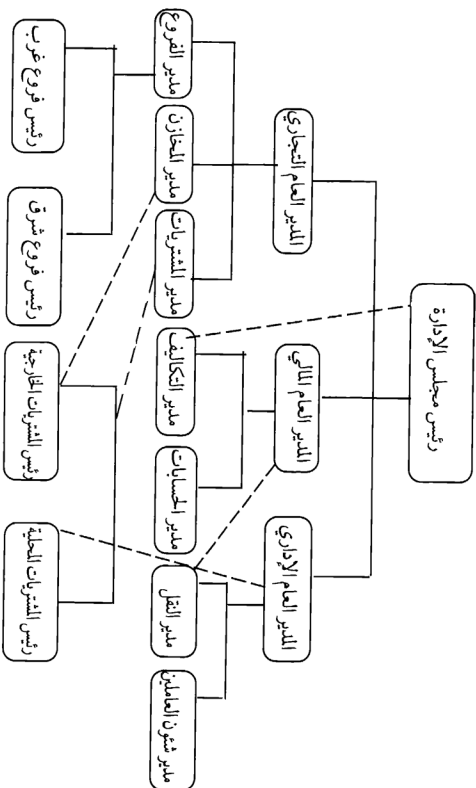 رئيس مجلس الإدارة
المدير العام التجاري
المدير العام المالي
المدير العام الإداري
مدير الفروع
مدير المخازن
مدير المشتريات
مدير التكاليف
مدير الحسابات
مدير النقل
مدير شئون العاملين
رئيس فروع غرب
رئيس فروع شرق
رئيس المشتريات الخارجية
رئيس المشتريات المحلية